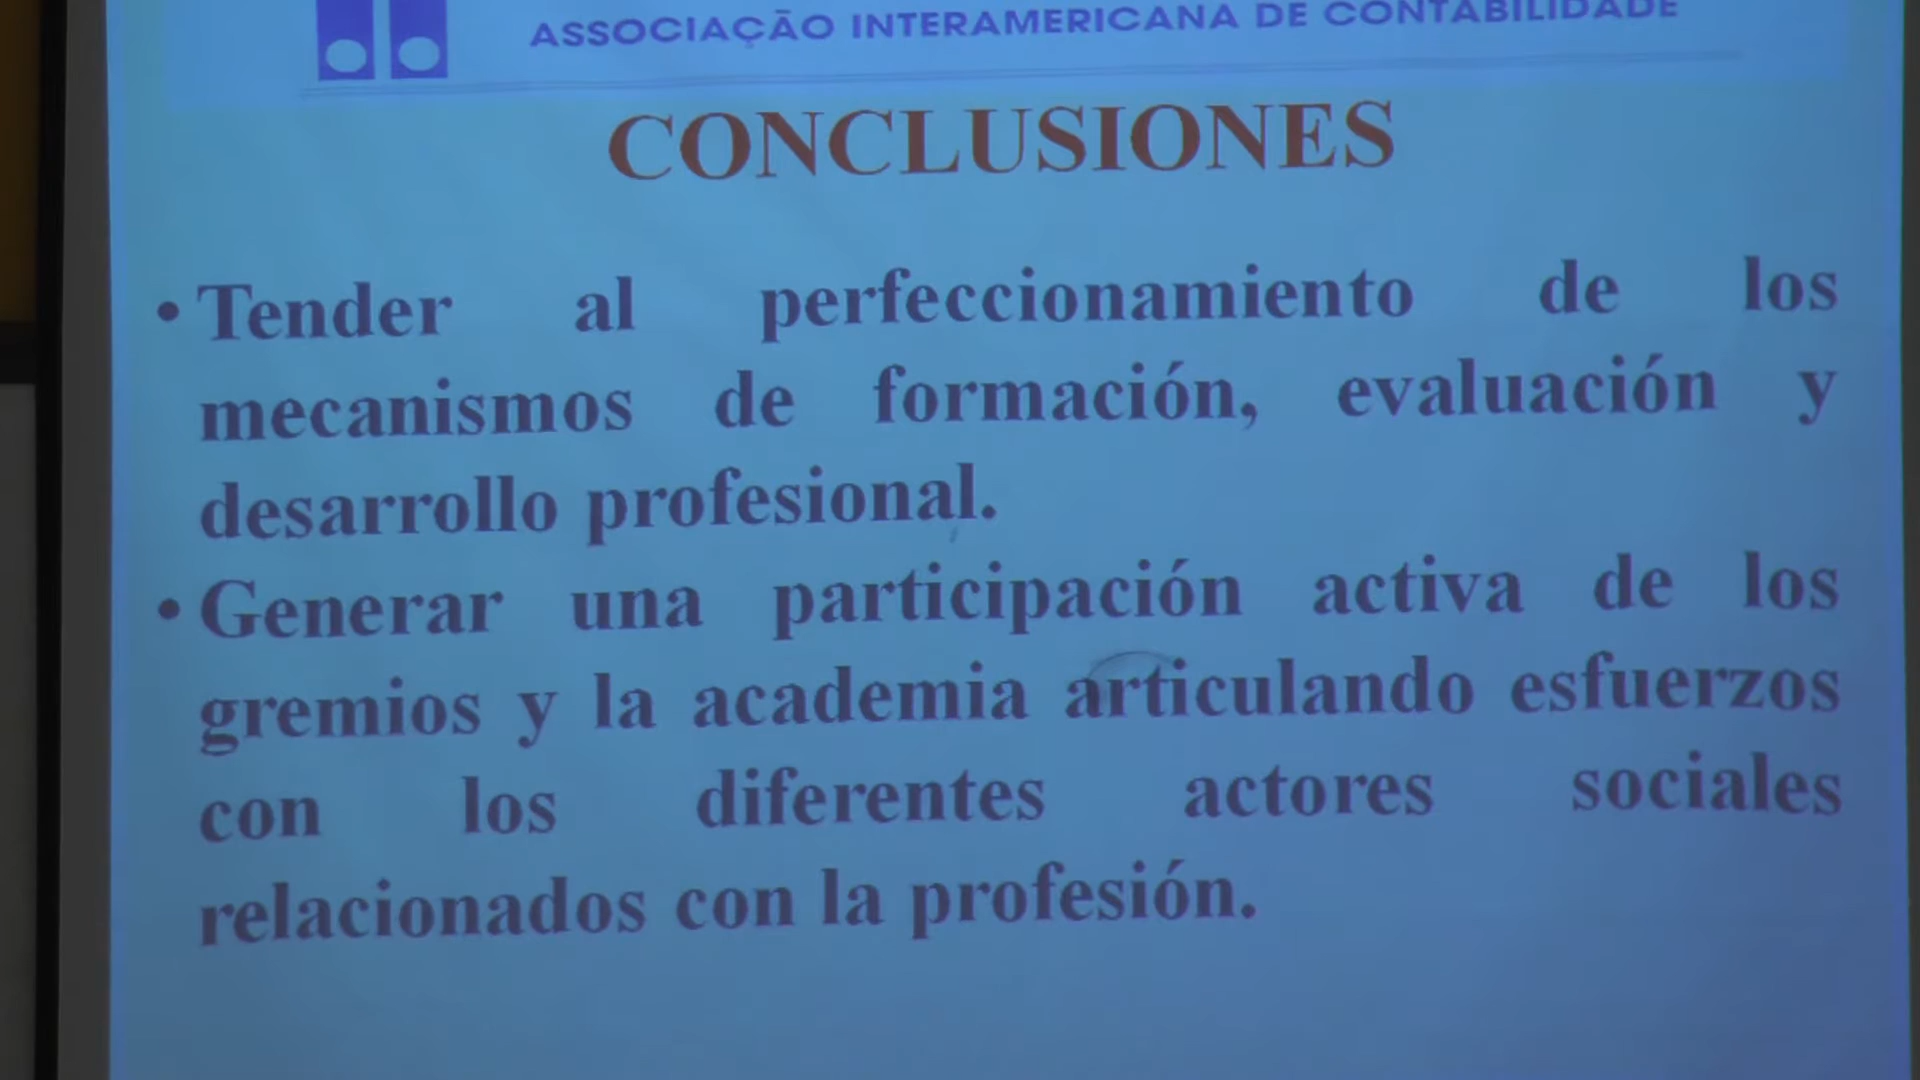 ASSOCIAÇÃO INTERAMERICANA DE CONTABILIDADE
CONCLUSIONES
• Tender al perfeccionamiento de los
mecanismos de formación, evaluación y
desarrollo profesional.
• Generar una participación activa de los
gremios y la academia articulando esfuerzos
con los diferentes actores sociales
relacionados con la profesión.